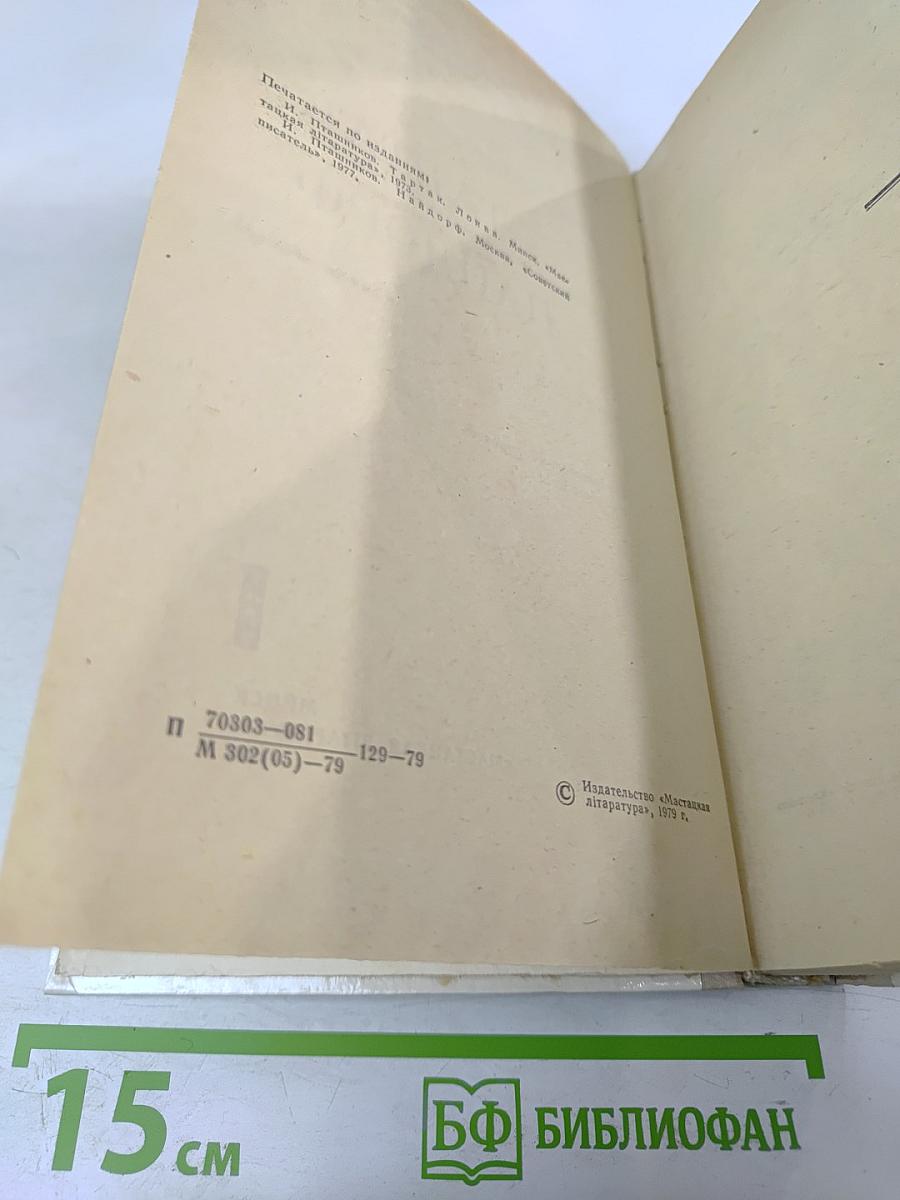 Печатается по изданиям:
И. Пташников. Тартак. Лонва. Минск, «Мас-
тацкая літаратура», 1973.
И. Пташников. Найдорф. Москва, «Советский
писатель», 1977.
П 70303—081
М 302(05)—79 129—79
© Издательство «Мастацкая
літаратура», 1979 г.
15 см
БФ БИБЛИОФАН